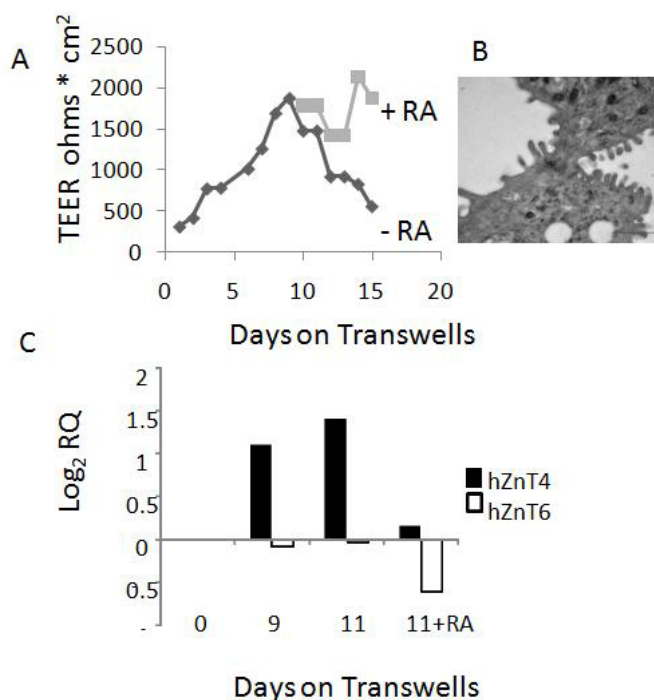 A
TEER ohms * cm²
2500
2000
1500
1000
500
0
+ RA
- RA
0 5 10 15 20
Days on Transwells
B
C
Log₂ RQ
2
1.5
1
0.5
0
0.5
-
hZnT4
hZnT6
0 9 11 11+RA
Days on Transwells